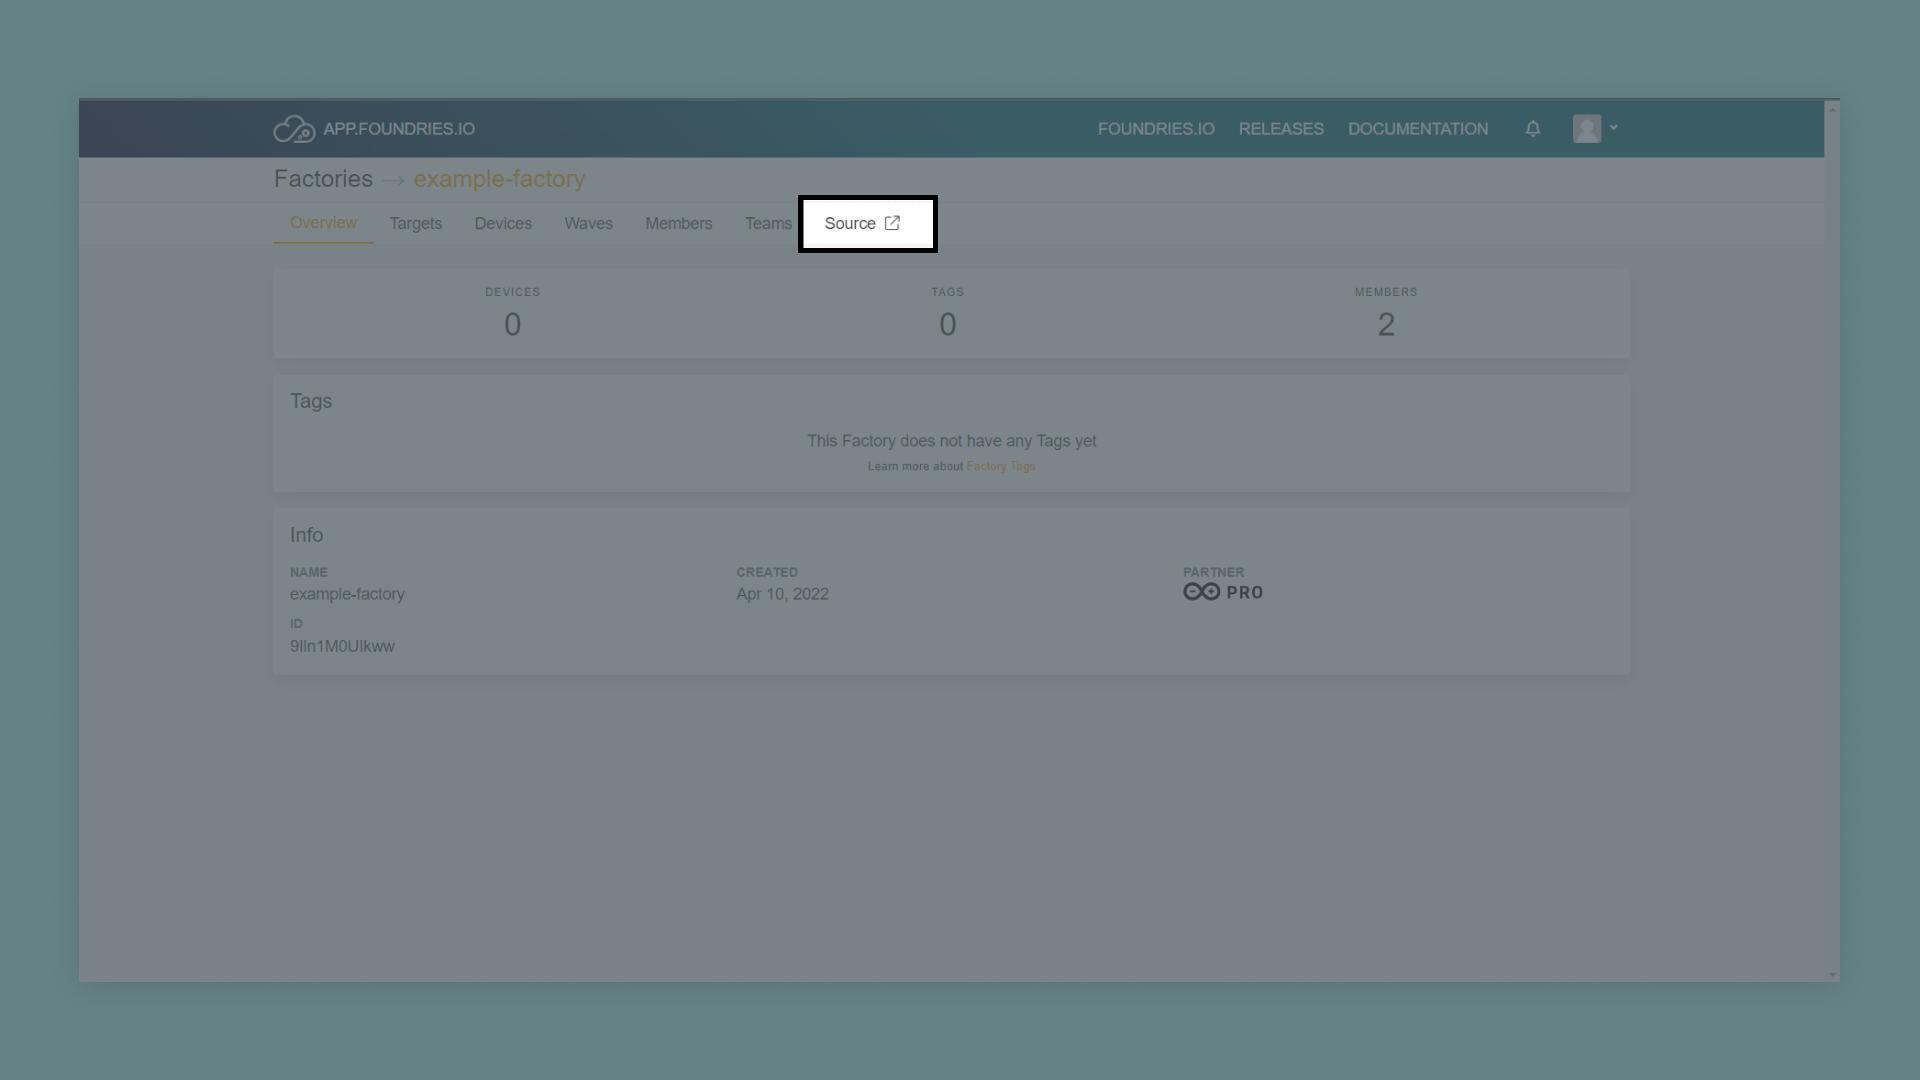 APP.FOUNDRIES.IO FOUNDRIES.IO RELEASES DOCUMENTATION
Factories → example-factory
Overview Targets Devices Waves Members Teams Source
DEVICES TAGS MEMBERS
0 0 2
Tags
This Factory does not have any Tags yet
Learn more about Factory Tags
Info
NAME CREATED PARTNER
example-factory Apr 10, 2022 PRO
ID